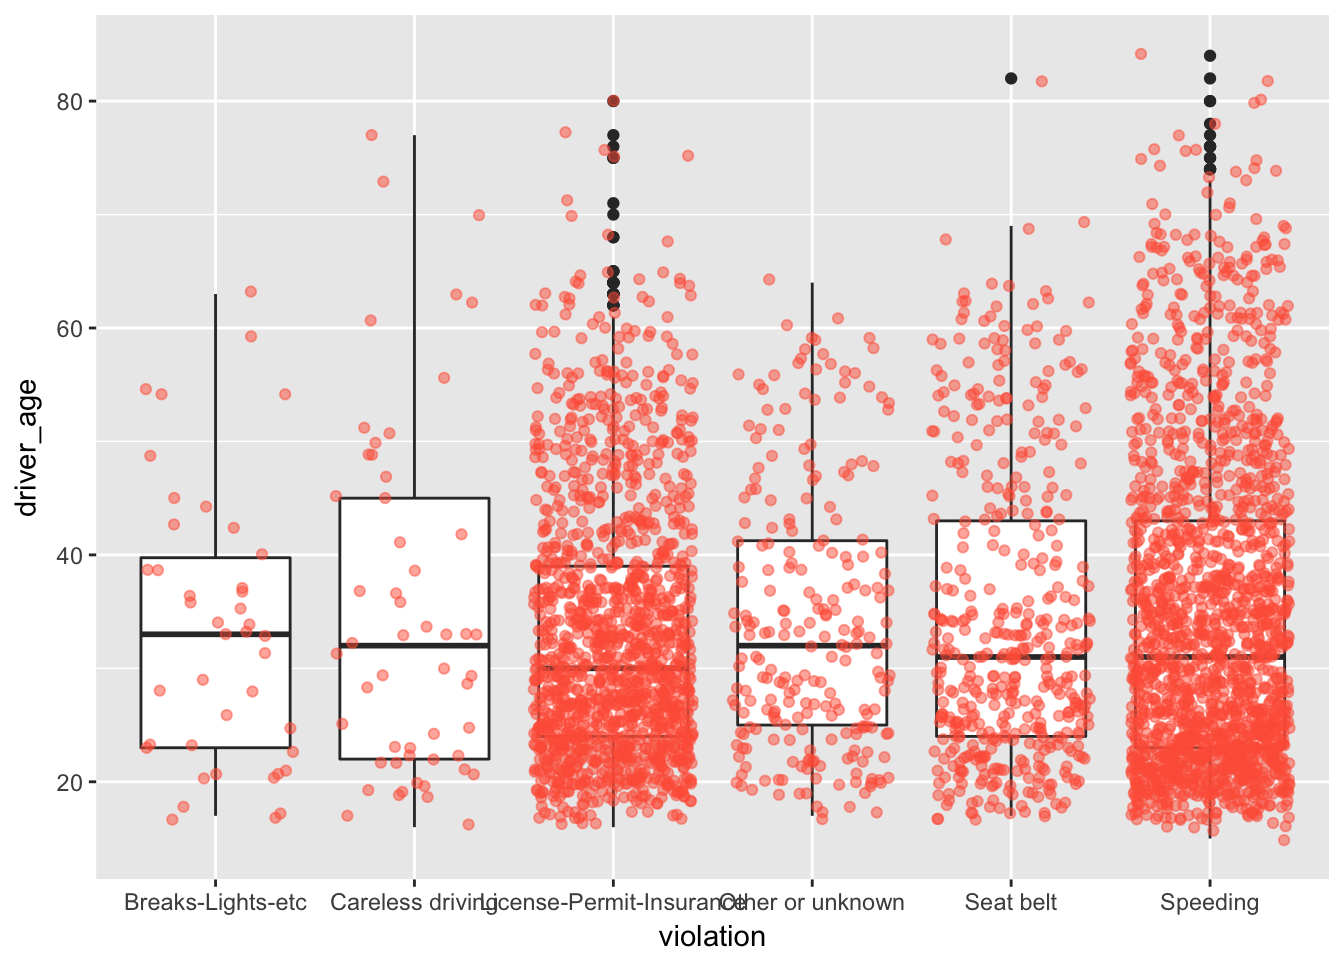 driver_age
80
60
40
20
Breaks-Lights-etc
Careless driving
License-Permit-Insurance
Other or unknown
Seat belt
Speeding
violation